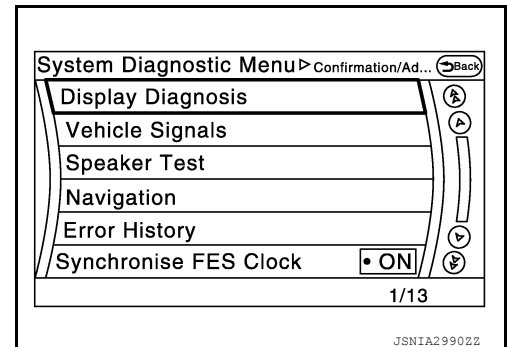 System Diagnostic Menu▷Confirmation/Ad... Back
Display Diagnosis
Vehicle Signals
Speaker Test
Navigation
Error History
Synchronise FES Clock • ON
1/13
JSNIA2990ZZ